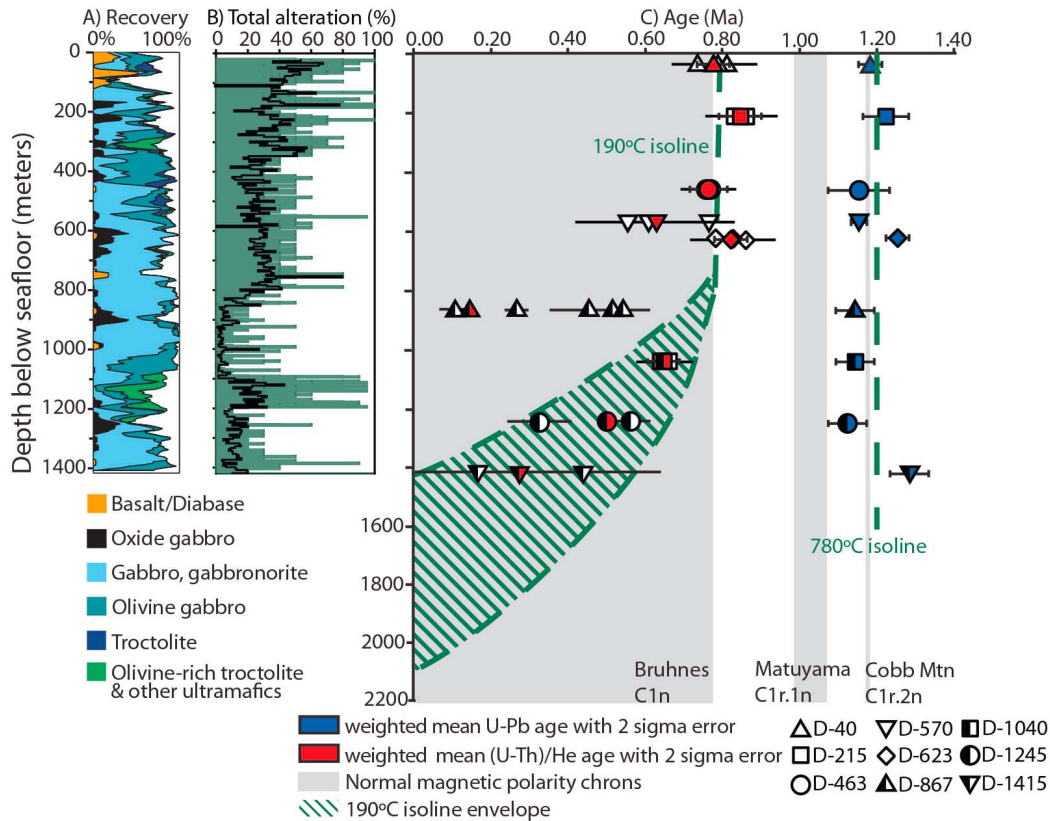 A) Recovery
B) Total alteration (%)
C) Age (Ma)
0%
100%
0 20 40 60 80 100
0.00 0.20 0.40 0.60 0.80 1.00 1.20 1.40
Depth below seafloor (meters)
0
200
400
600
800
1000
1200
1400
1600
1800
2000
2200
190ºC isoline
780ºC isoline
Bruhnes
C1n
Matuyama
C1r.1n
Cobb Mtn
C1r.2n
Basalt/Diabase
Oxide gabbro
Gabbro, gabbronorite
Olivine gabbro
Troctolite
Olivine-rich troctolite
& other ultramafics
weighted mean U-Pb age with 2 sigma error
weighted mean (U-Th)/He age with 2 sigma error
Normal magnetic polarity chrons
190ºC isoline envelope
D-40 D-570 D-1040
D-215 D-623 D-1245
D-463 D-867 D-1415